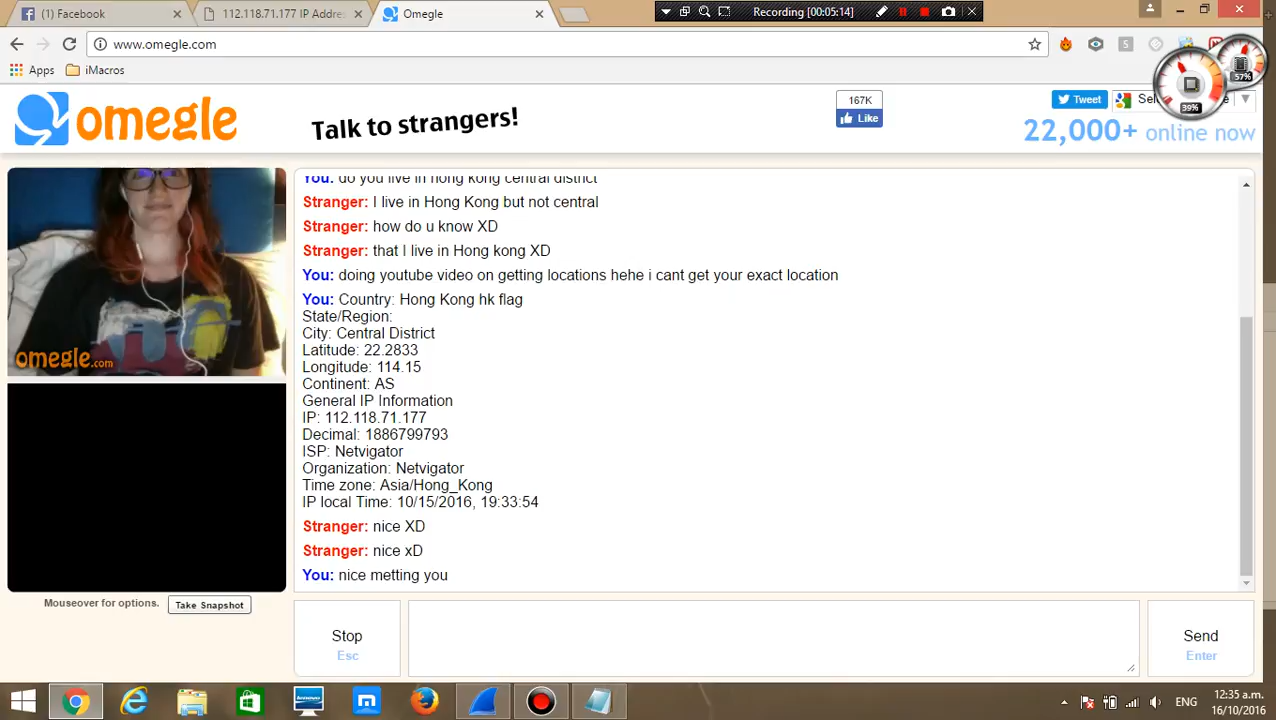 (1) Facebook
112.118.71.177 IP Addre
Omegle
Recording [00:05:14]
www.omegle.com
Apps
iMacros
57%
39%
omegle
Talk to strangers!
167K
Like
Tweet
Sel
22,000+ online now
You: do you live in hong kong central district
Stranger: I live in Hong Kong but not central
Stranger: how do u know XD
Stranger: that I live in Hong kong XD
You: doing youtube video on getting locations hehe i cant get your exact location
You: Country: Hong Kong hk flag
State/Region:
City: Central District
Latitude: 22.2833
Longitude: 114.15
Continent: AS
General IP Information
IP: 112.118.71.177
Decimal: 1886799793
ISP: Netvigator
Organization: Netvigator
Time zone: Asia/Hong_Kong
IP local Time: 10/15/2016, 19:33:54
Stranger: nice XD
Stranger: nice xD
You: nice metting you
omegle.com
Mouseover for options.
Take Snapshot
Stop
Esc
Send
Enter
ENG
12:35 a.m.
16/10/2016